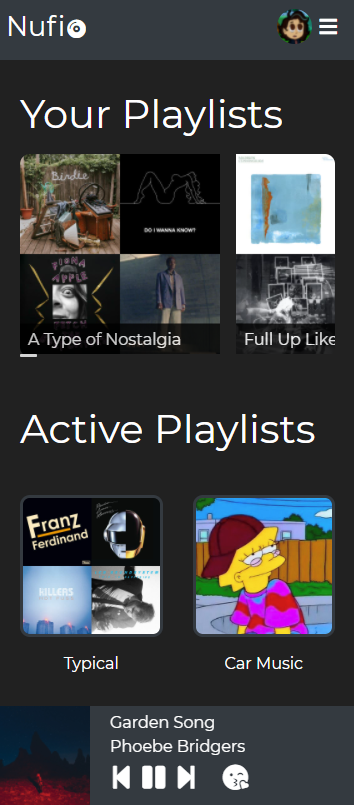 Nufi
Your Playlists
Birdie
DO I WANNA KNOW?
FIONA
APPLE
A Type of Nostalgia
Full Up Like
Active Playlists
Franz
Ferdinand
KILLERS
Typical
Car Music
Garden Song
Phoebe Bridgers